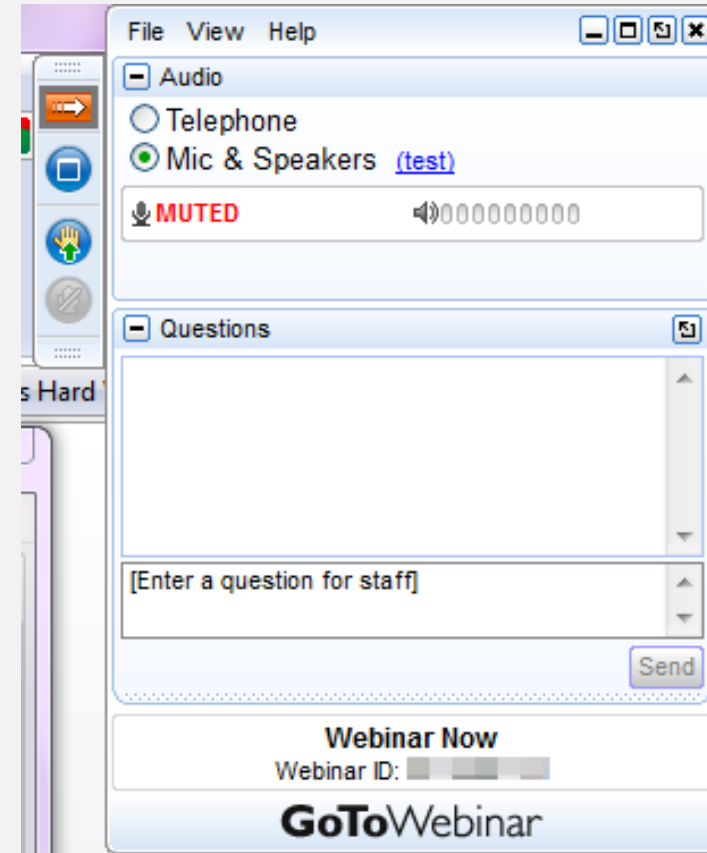 File View Help
Audio
Telephone
Mic & Speakers (test)
MUTED
Questions
s Hard
[Enter a question for staff]
Send
Webinar Now
Webinar ID:
GoToWebinar